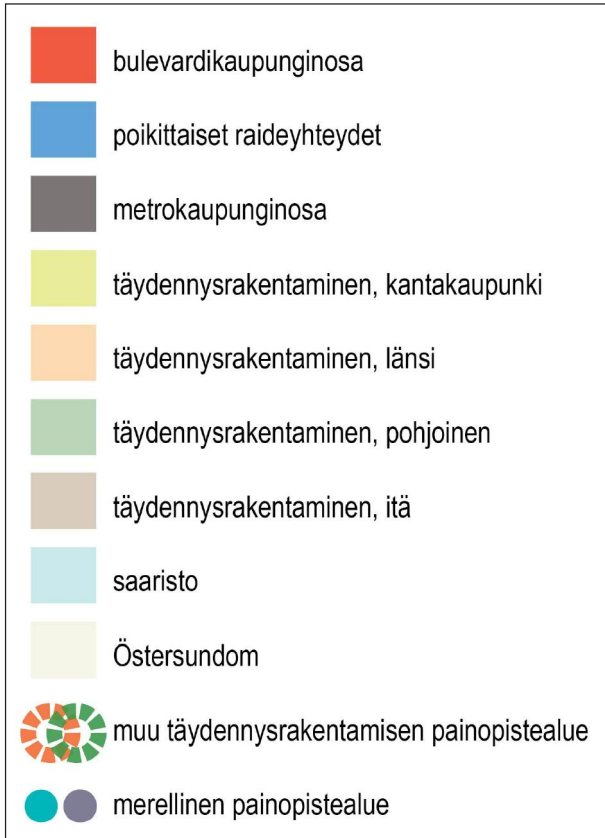 bulevardikaupunginosa
poikittaiset raideyhteydet
metrokaupunginosa
täydennysrakentaminen, kantakaupunki
täydennysrakentaminen, länsi
täydennysrakentaminen, pohjoinen
täydennysrakentaminen, itä
saaristo
Östersundom
muu täydennysrakentamisen painopistealue
merellinen painopistealue